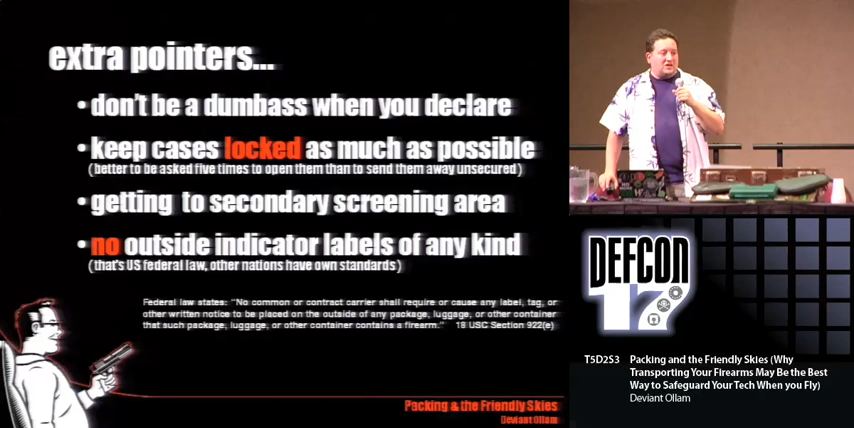 extra pointers...
• don't be a dumbass when you declare
• keep cases locked as much as possible
(better to be asked five times to open them than to send them away unsecured)
• getting to secondary screening area
• no outside indicator labels of any kind
(that's US federal law, other nations have own standards)
Federal law states: "No common or contract carrier shall require or cause any label, tag, or
other written notice to be placed on the outside of any package, luggage, or other container
that such package, luggage, or other container contains a firearm." 18 USC Section 922(e)
Packing & the Friendly Skies
Deviant Ollam
DEFCON
17
T5D2S3 Packing and the Friendly Skies (Why
Transporting Your Firearms May Be the Best
Way to Safeguard Your Tech When you Fly)
Deviant Ollam